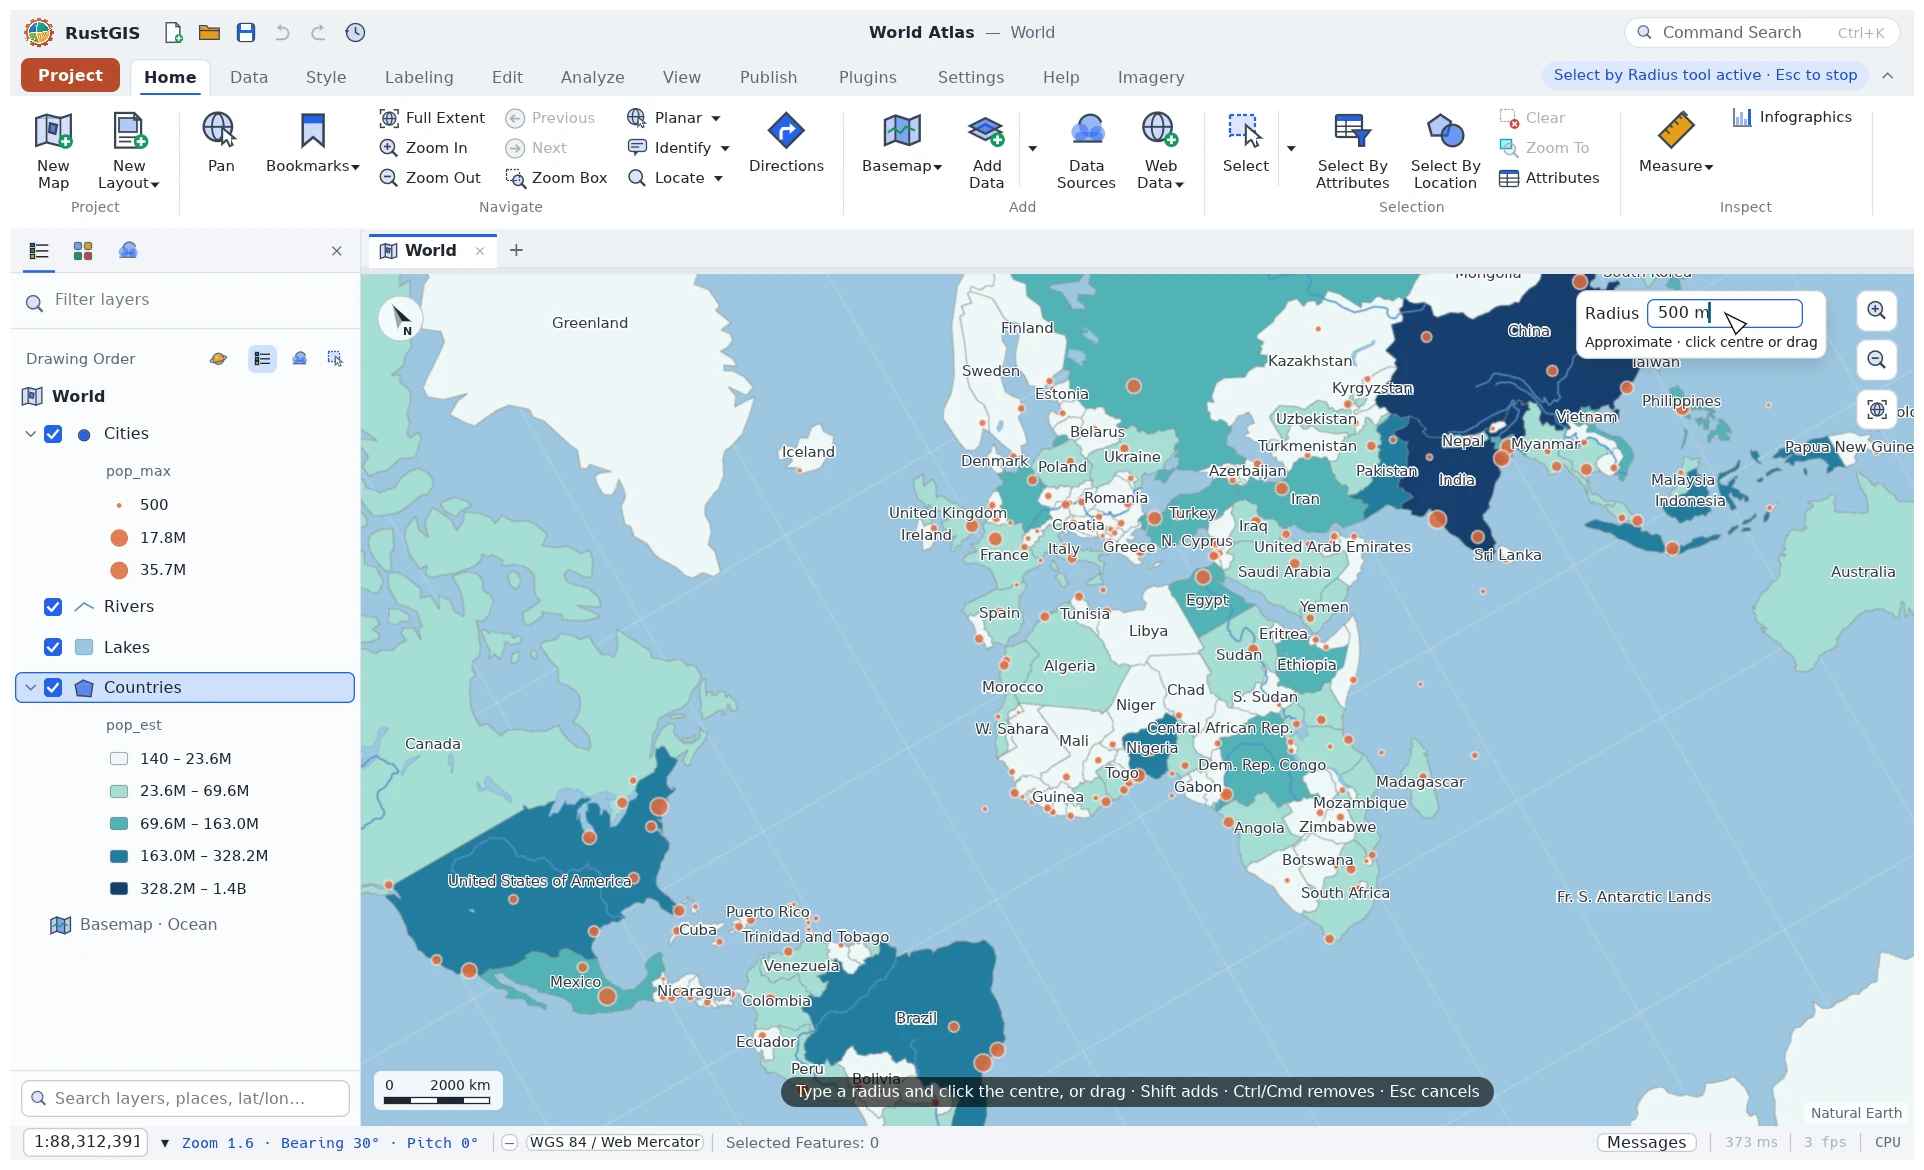 RustGIS
World Atlas — World
Command Search Ctrl+K
Project Home Data Style Labeling Edit Analyze View Publish Plugins Settings Help Imagery
Select by Radius tool active · Esc to stop
New Map
New Layout
Project
Pan
Bookmarks
Full Extent
Zoom In
Zoom Out
Previous
Next
Zoom Box
Planar
Identify
Locate
Directions
Navigate
Basemap
Add Data
Data Sources
Web Data
Add
Select
Select By Attributes
Select By Location
Clear
Zoom To
Attributes
Selection
Measure
Infographics
Inspect
World
Filter layers
Drawing Order
World
Cities
pop_max
500
17.8M
35.7M
Rivers
Lakes
Countries
pop_est
140 – 23.6M
23.6M – 69.6M
69.6M – 163.0M
163.0M – 328.2M
328.2M – 1.4B
Basemap · Ocean
Search layers, places, lat/lon...
N
Radius 500 m
Approximate · click centre or drag
Mongolia
South Korea
Greenland
Finland
China
Sweden
Kazakhstan
Taiwan
Estonia
Kyrgyzstan
Philippines
Uzbekistan
Vietnam
Belarus
Iceland
Turkmenistan
Nepal
Myanmar
Papua New Guine
Denmark
Poland
Ukraine
Azerbaijan
Pakistan
India
Malaysia
Romania
Iran
Indonesia
United Kingdom
Croatia
Turkey
Iraq
Ireland
France
Italy
Greece
N. Cyprus
United Arab Emirates
Sri Lanka
Saudi Arabia
Australia
Spain
Tunisia
Egypt
Yemen
Libya
Eritrea
Algeria
Sudan
Ethiopia
Morocco
Chad
S. Sudan
Niger
W. Sahara
Central African Rep.
Canada
Mali
Nigeria
Togo
Dem. Rep. Congo
Gabon
Madagascar
Guinea
Mozambique
Angola
Zimbabwe
Botswana
United States of America
South Africa
Fr. S. Antarctic Lands
Puerto Rico
Cuba
Trinidad and Tobago
Venezuela
Mexico
Nicaragua
Colombia
Brazil
Ecuador
Peru
Bolivia
0 2000 km
Type a radius and click the centre, or drag · Shift adds · Ctrl/Cmd removes · Esc cancels
Natural Earth
1:88,312,391
Zoom 1.6 · Bearing 30° · Pitch 0°
WGS 84 / Web Mercator
Selected Features: 0
Messages
373 ms
3 fps
CPU